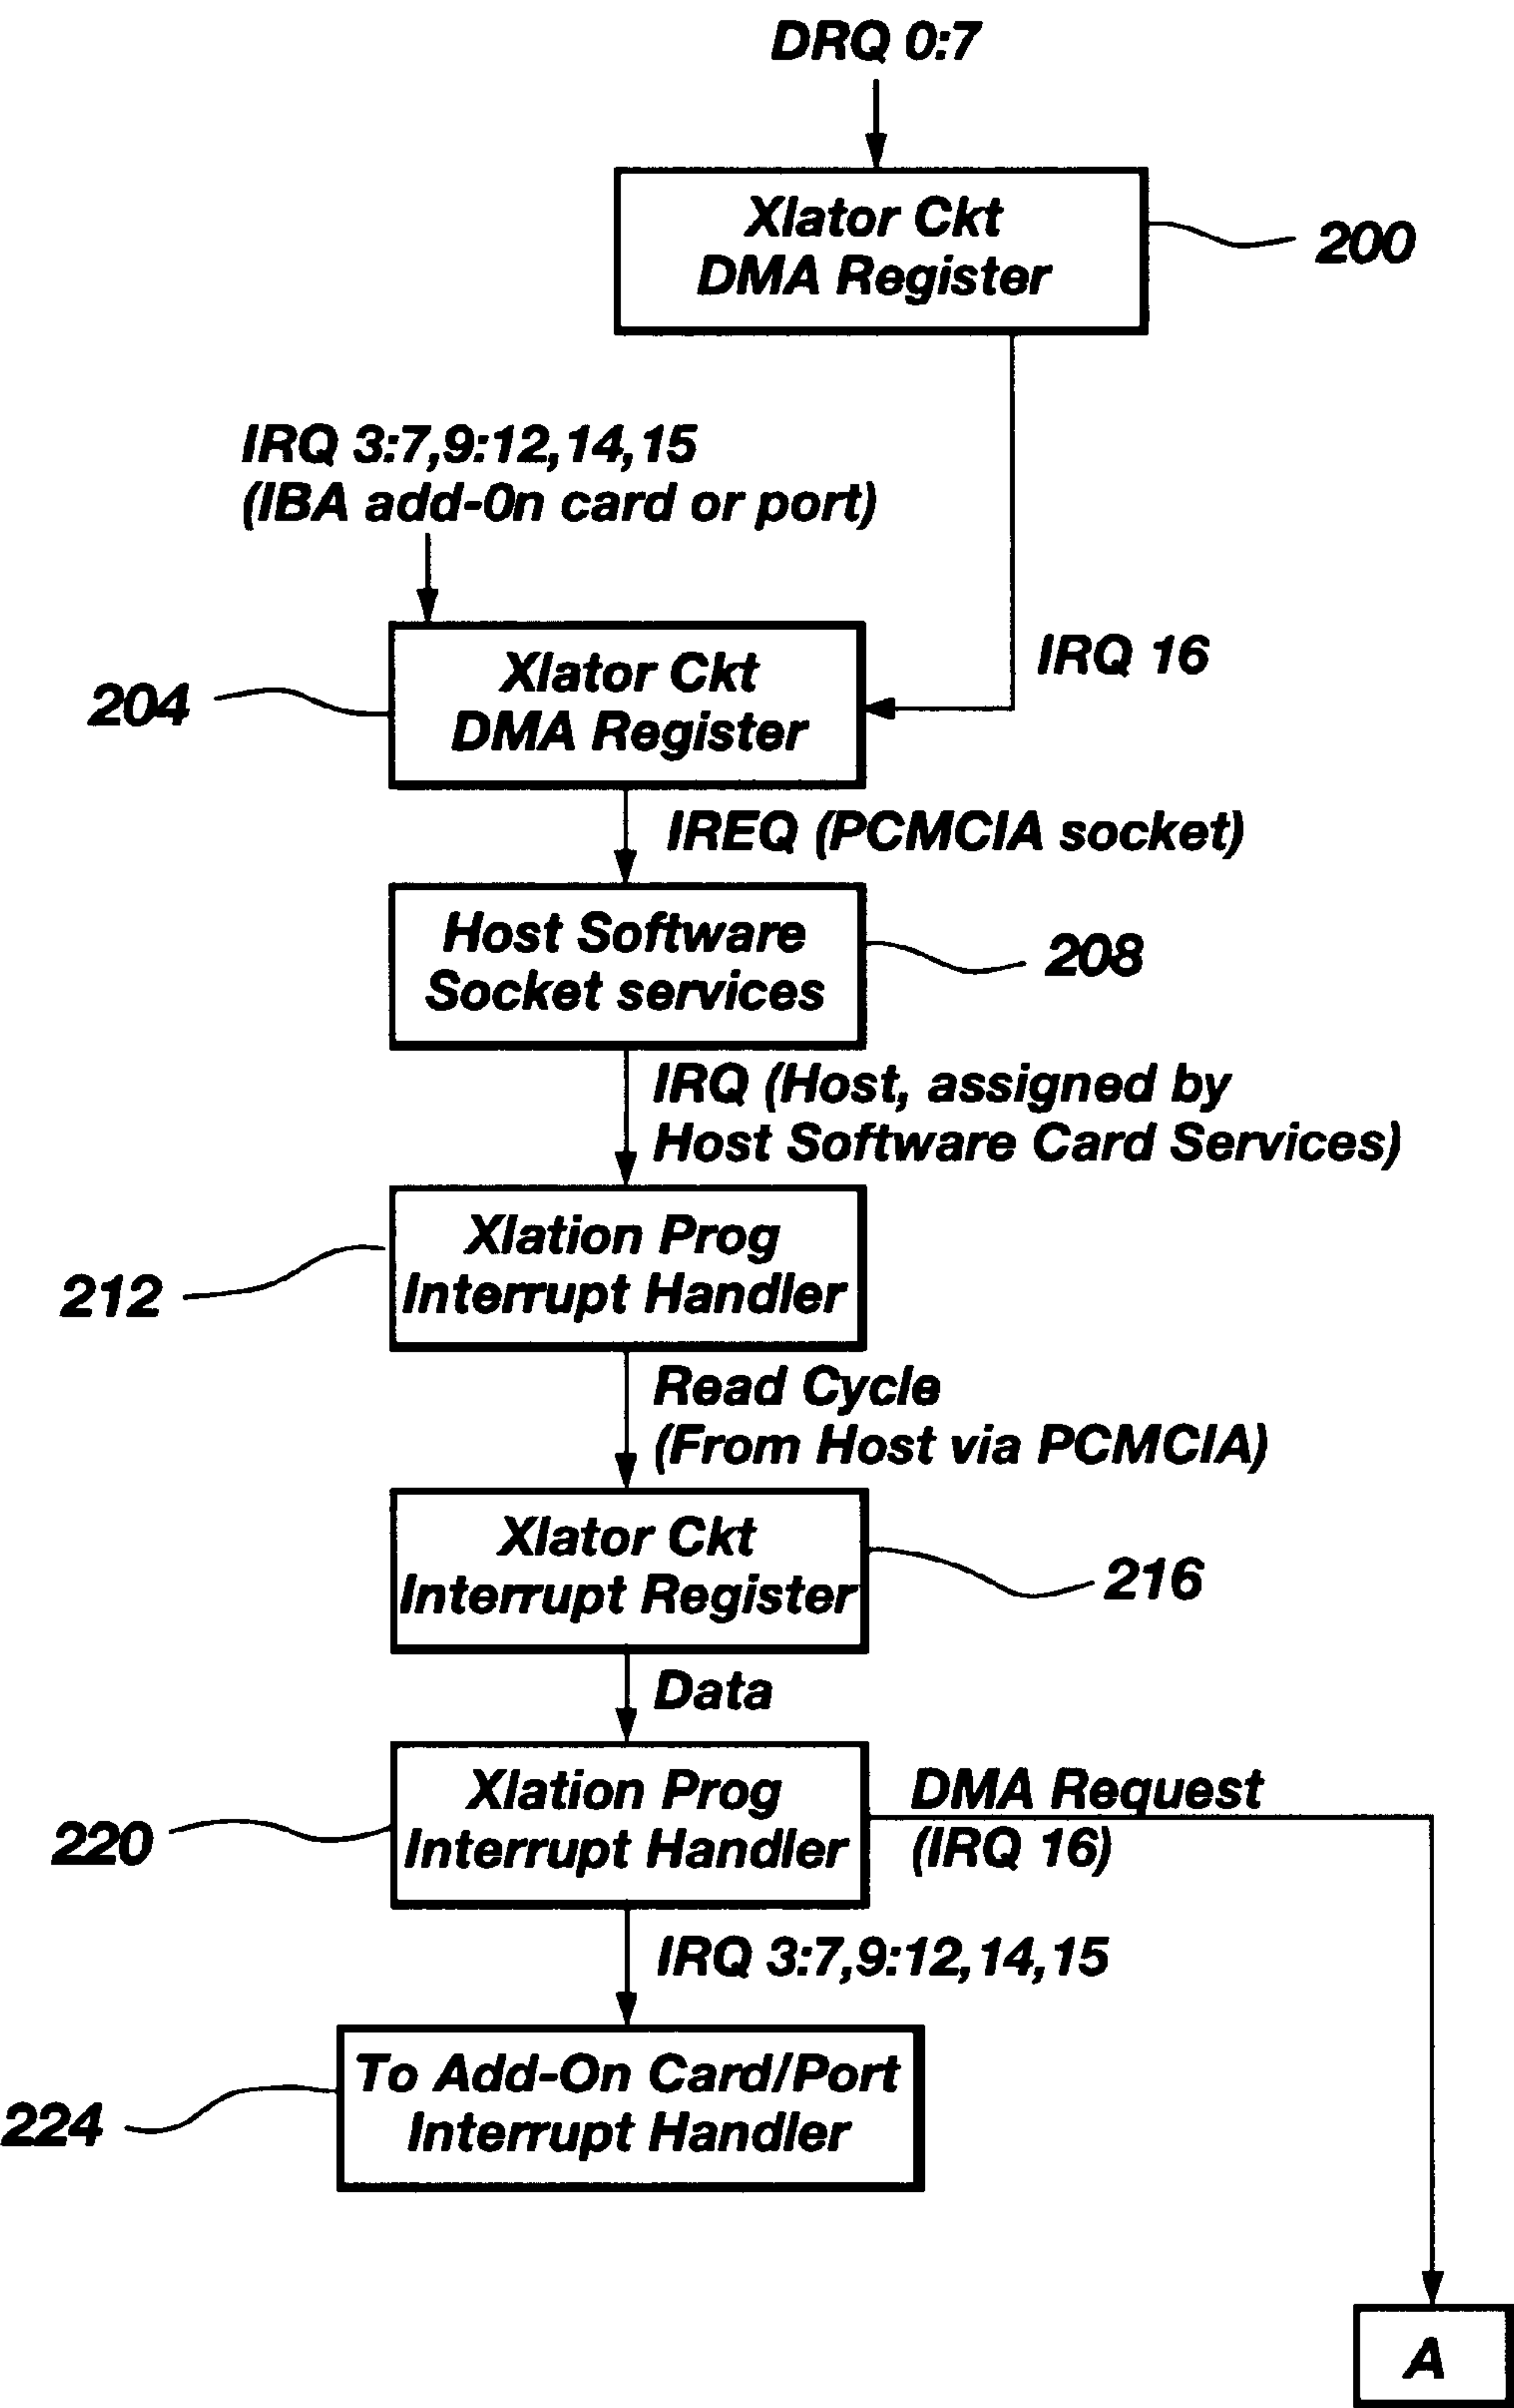 DRQ 0:7
Xlator Ckt
DMA Register
200
IRQ 3:7,9:12,14,15
(IBA add-On card or port)
IRQ 16
204
Xlator Ckt
DMA Register
IREQ (PCMCIA socket)
Host Software
Socket services
208
IRQ (Host, assigned by
Host Software Card Services)
Xlation Prog
Interrupt Handler
212
Read Cycle
(From Host via PCMCIA)
Xlator Ckt
Interrupt Register
216
Data
Xlation Prog
Interrupt Handler
220
DMA Request
(IRQ 16)
IRQ 3:7,9:12,14,15
To Add-On Card/Port
Interrupt Handler
224
A